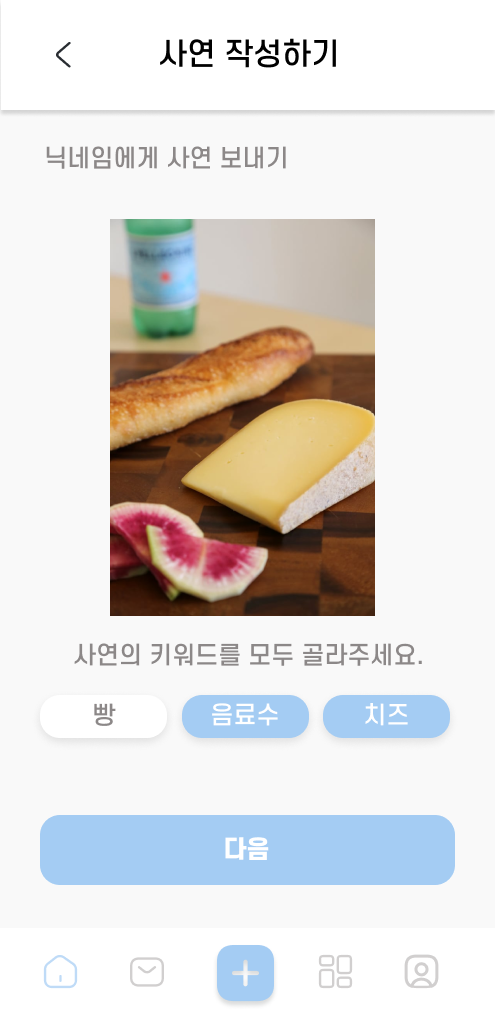 사연 작성하기
닉네임에게 사연 보내기
사연의 키워드를 모두 골라주세요.
빵
음료수
치즈
다음